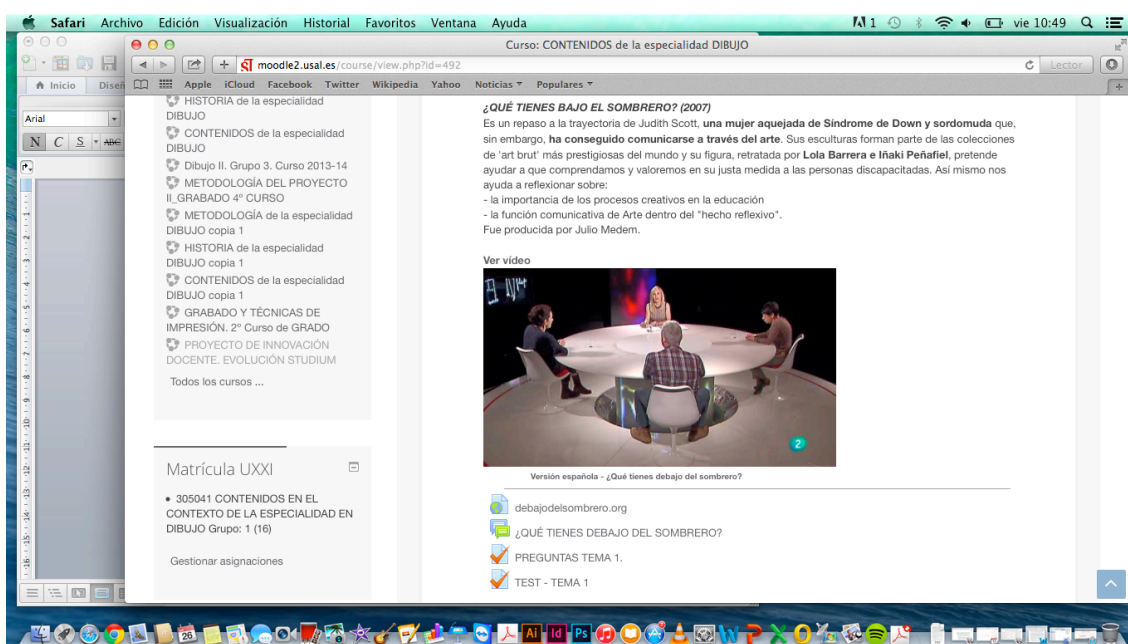 Safari Archivo Edición Visualización Historial Favoritos Ventana Ayuda
1
vie 10:49
Curso: CONTENIDOS de la especialidad DIBUJO
moodle2.usal.es/course/view.php?id=492
Lector
Apple iCloud Facebook Twitter Wikipedia Yahoo Noticias Populares
Inicio
Arial
N C S ABC
HISTORIA de la especialidad
DIBUJO
CONTENIDOS de la especialidad
DIBUJO
Dibujo II. Grupo 3. Curso 2013-14
METODOLOGÍA DEL PROYECTO
II_GRABADO 4º CURSO
METODOLOGÍA de la especialidad
DIBUJO copia 1
HISTORIA de la especialidad
DIBUJO copia 1
CONTENIDOS de la especialidad
DIBUJO copia 1
GRABADO Y TÉCNICAS DE
IMPRESIÓN. 2º Curso de GRADO
PROYECTO DE INNOVACIÓN
DOCENTE. EVOLUCIÓN STUDIUM
Todos los cursos ...
Matrícula UXXI
305041 CONTENIDOS EN EL
CONTEXTO DE LA ESPECIALIDAD EN
DIBUJO Grupo: 1 (16)
Gestionar asignaciones
¿QUÉ TIENES BAJO EL SOMBRERO? (2007)
Es un repaso a la trayectoria de Judith Scott, una mujer aquejada de Síndrome de Down y sordomuda que,
sin embargo, ha conseguido comunicarse a través del arte. Sus esculturas forman parte de las colecciones
de 'art brut' más prestigiosas del mundo y su figura, retratada por Lola Barrera e Iñaki Peñafiel, pretende
ayudar a que comprendamos y valoremos en su justa medida a las personas discapacitadas. Así mismo nos
ayuda a reflexionar sobre:
- la importancia de los procesos creativos en la educación
- la función comunicativa de Arte dentro del "hecho reflexivo".
Fue producida por Julio Medem.
Ver vídeo
2
Versión española - ¿Qué tienes debajo del sombrero?
debajodelsombrero.org
¿QUÉ TIENES DEBAJO DEL SOMBRERO?
PREGUNTAS TEMA 1.
TEST - TEMA 1
26
Ai Id Ps